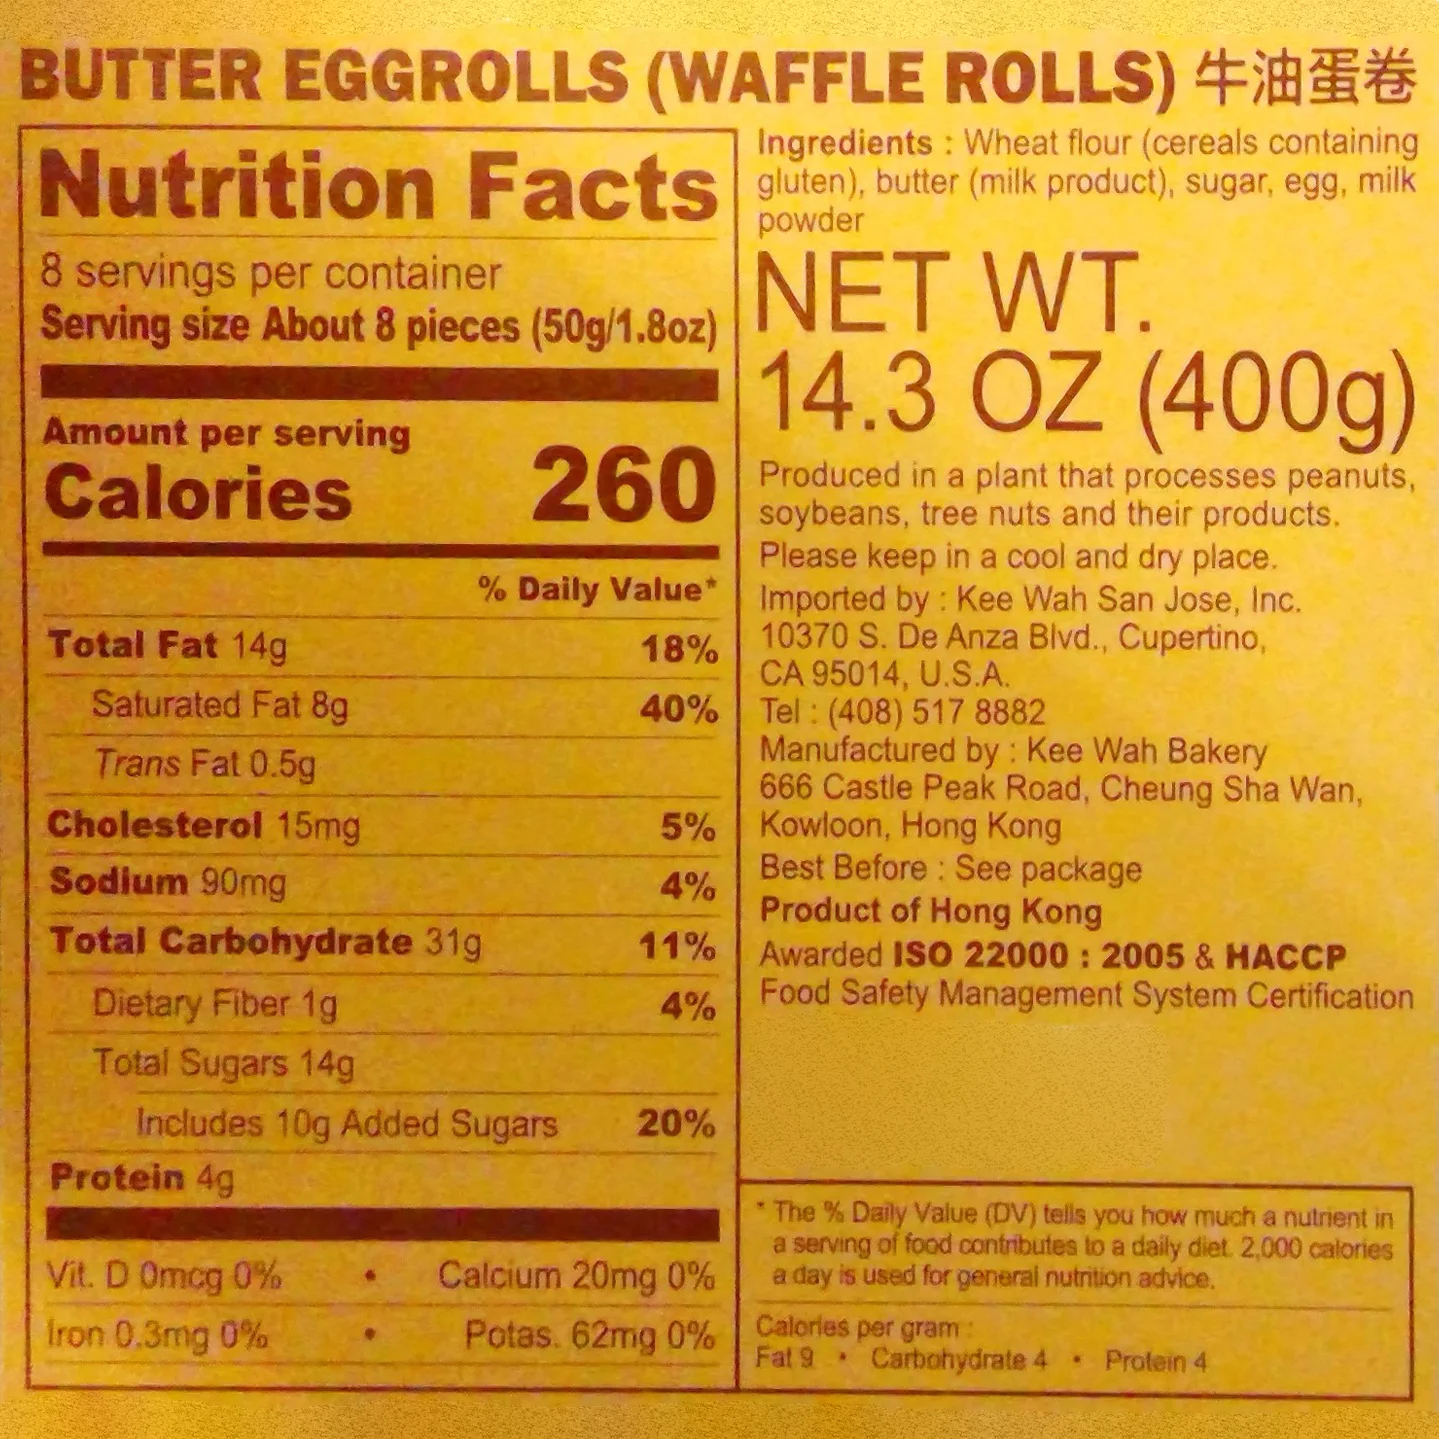 BUTTER EGGROLLS (WAFFLE ROLLS) 牛油蛋卷
Nutrition Facts
8 servings per container
Serving size About 8 pieces (50g/1.8oz)
Amount per serving
Calories 260
% Daily Value*
Total Fat 14g 18%
Saturated Fat 8g 40%
Trans Fat 0.5g
Cholesterol 15mg 5%
Sodium 90mg 4%
Total Carbohydrate 31g 11%
Dietary Fiber 1g 4%
Total Sugars 14g
Includes 10g Added Sugars 20%
Protein 4g
Vit. D 0mcg 0% • Calcium 20mg 0%
Iron 0.3mg 0% • Potas. 62mg 0%
Ingredients : Wheat flour (cereals containing
gluten), butter (milk product), sugar, egg, milk
powder
NET WT.
14.3 OZ (400g)
Produced in a plant that processes peanuts,
soybeans, tree nuts and their products.
Please keep in a cool and dry place.
Imported by : Kee Wah San Jose, Inc.
10370 S. De Anza Blvd., Cupertino,
CA 95014, U.S.A.
Tel : (408) 517 8882
Manufactured by : Kee Wah Bakery
666 Castle Peak Road, Cheung Sha Wan,
Kowloon, Hong Kong
Best Before : See package
Product of Hong Kong
Awarded ISO 22000 : 2005 & HACCP
Food Safety Management System Certification
* The % Daily Value (DV) tells you how much a nutrient in
a serving of food contributes to a daily diet. 2,000 calories
a day is used for general nutrition advice.
Calories per gram :
Fat 9 • Carbohydrate 4 • Protein 4